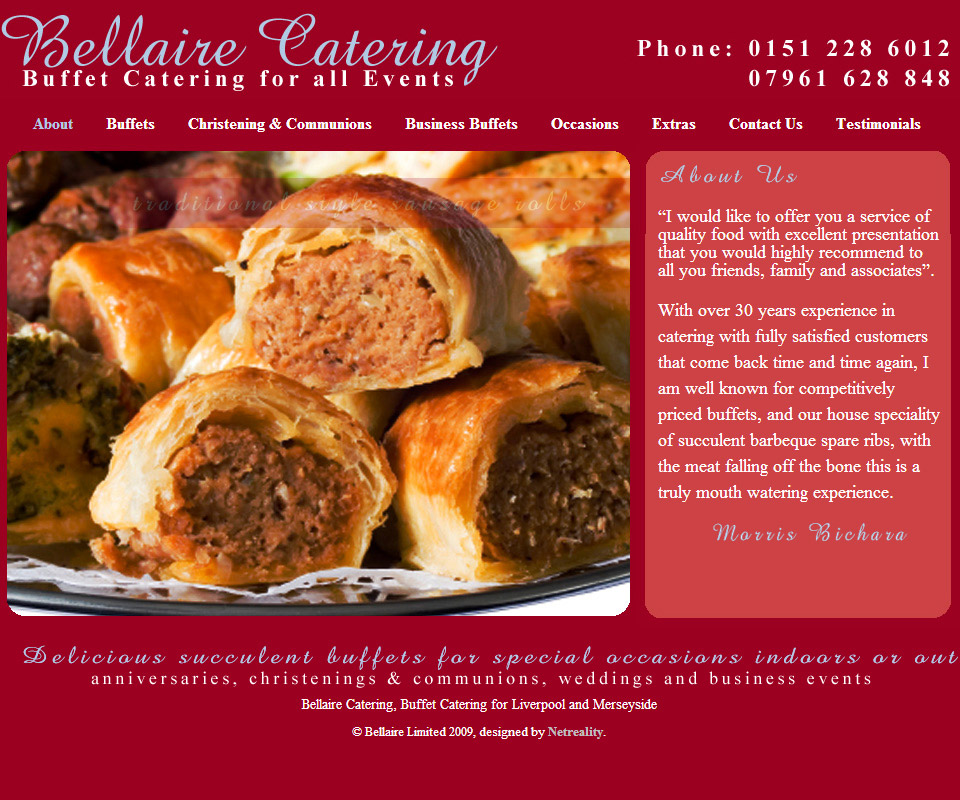 Bellaire Catering
Buffet Catering for all Events
Phone: 0151 228 6012
07961 628 848
About Buffets Christening & Communions Business Buffets Occasions Extras Contact Us Testimonials
traditional style sausage rolls
About Us
“I would like to offer you a service of
quality food with excellent presentation
that you would highly recommend to
all you friends, family and associates”.
With over 30 years experience in
catering with fully satisfied customers
that come back time and time again, I
am well known for competitively
priced buffets, and our house speciality
of succulent barbeque spare ribs, with
the meat falling off the bone this is a
truly mouth watering experience.
Morris Bichara
Delicious succulent buffets for special occasions indoors or out
anniversaries, christenings & communions, weddings and business events
Bellaire Catering, Buffet Catering for Liverpool and Merseyside
© Bellaire Limited 2009, designed by Netreality.